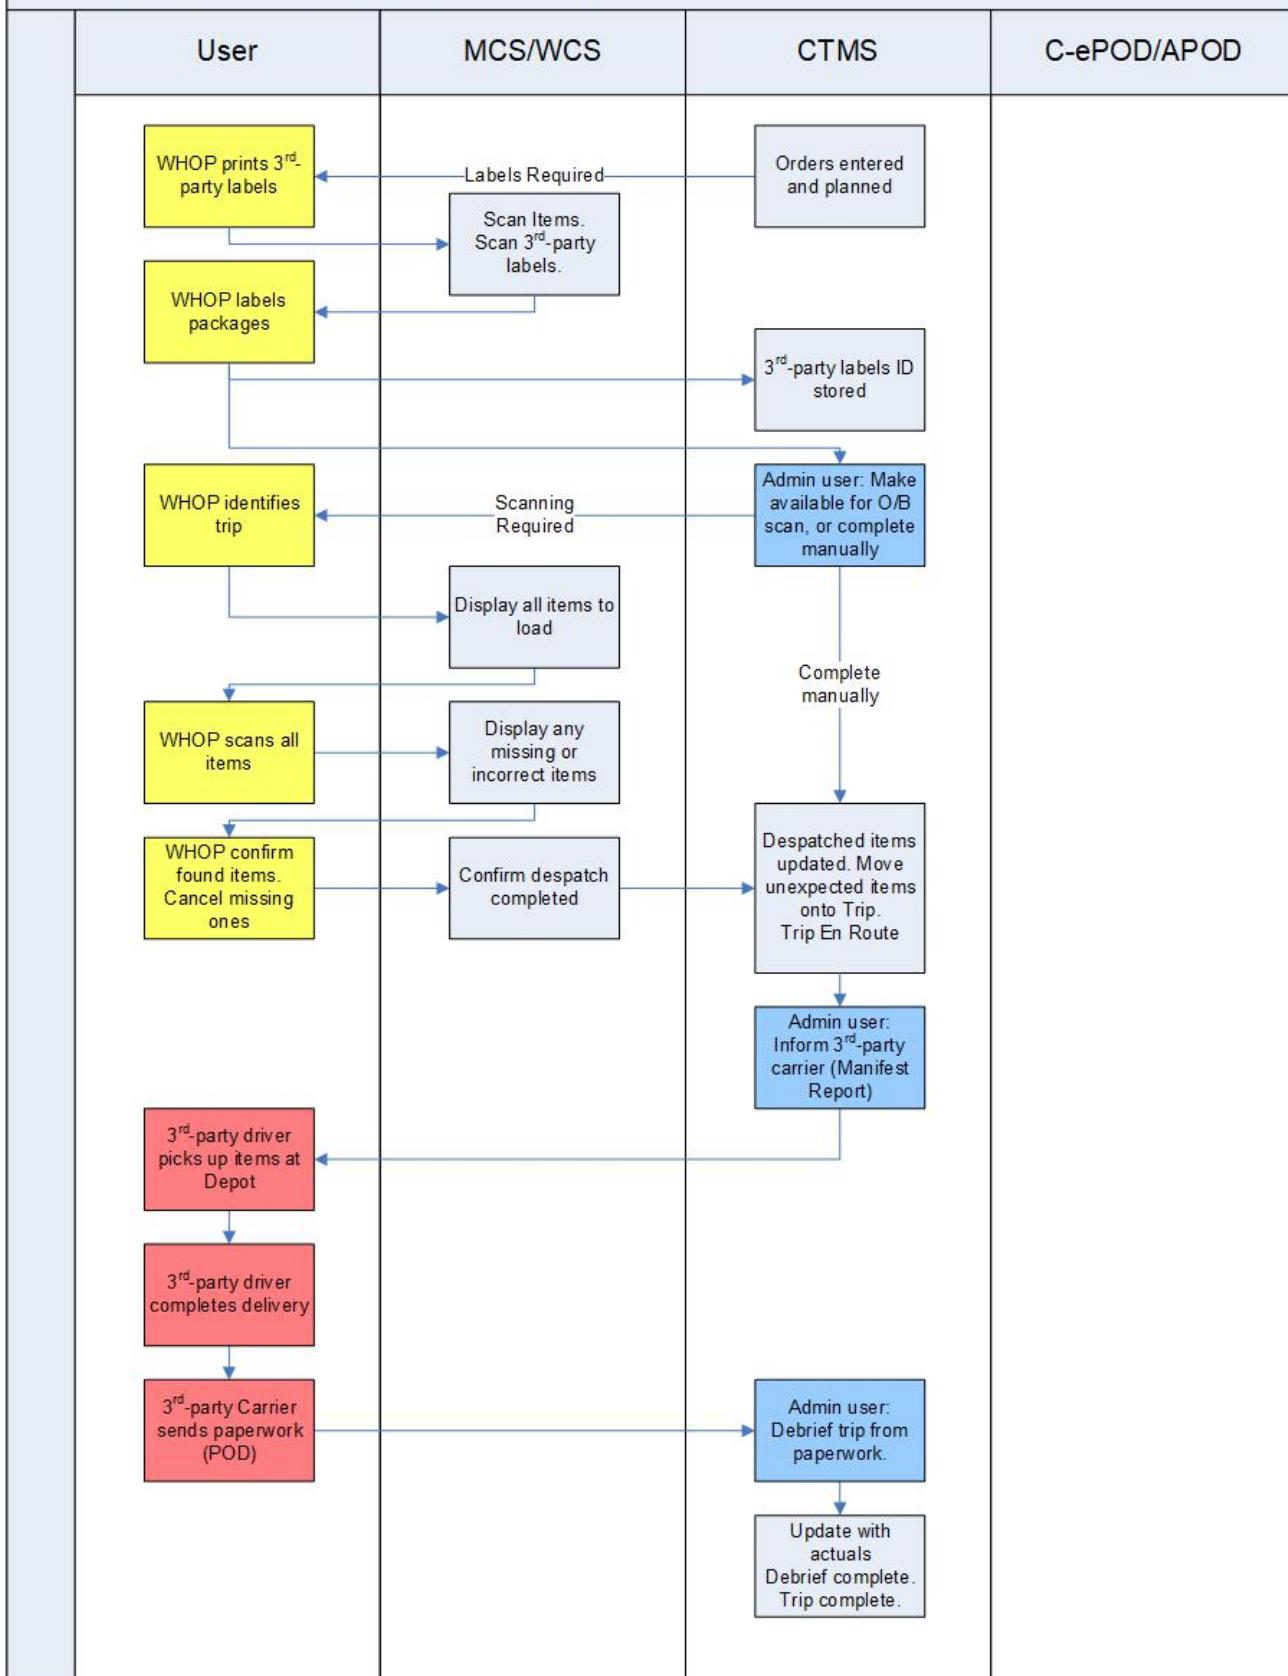 User
MCS/WCS
CTMS
C-ePOD/APOD
WHOP prints 3rd-
party labels
Labels Required
Orders entered
and planned
Scan Items.
Scan 3rd-party
labels.
WHOP labels
packages
3rd-party labels ID
stored
WHOP identifies
trip
Scanning
Required
Admin user: Make
available for O/B
scan, or complete
manually
Display all items to
load
Complete
manually
WHOP scans all
items
Display any
missing or
incorrect items
WHOP confirm
found items.
Cancel missing
ones
Confirm despatch
completed
Despatched items
updated. Move
unexpected items
onto Trip.
Trip En Route
Admin user:
Inform 3rd-party
carrier (Manifest
Report)
3rd-party driver
picks up items at
Depot
3rd-party driver
completes delivery
3rd-party Carrier
sends paperwork
(POD)
Admin user:
Debrief trip from
paperwork.
Update with
actuals
Debrief complete.
Trip complete.